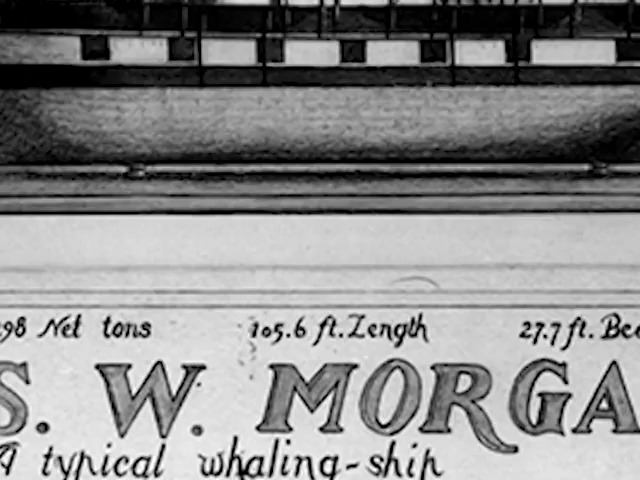 98 Net tons 105.6 ft. Length 27.7 ft. Bea
S. W. MORGA
A typical whaling-ship